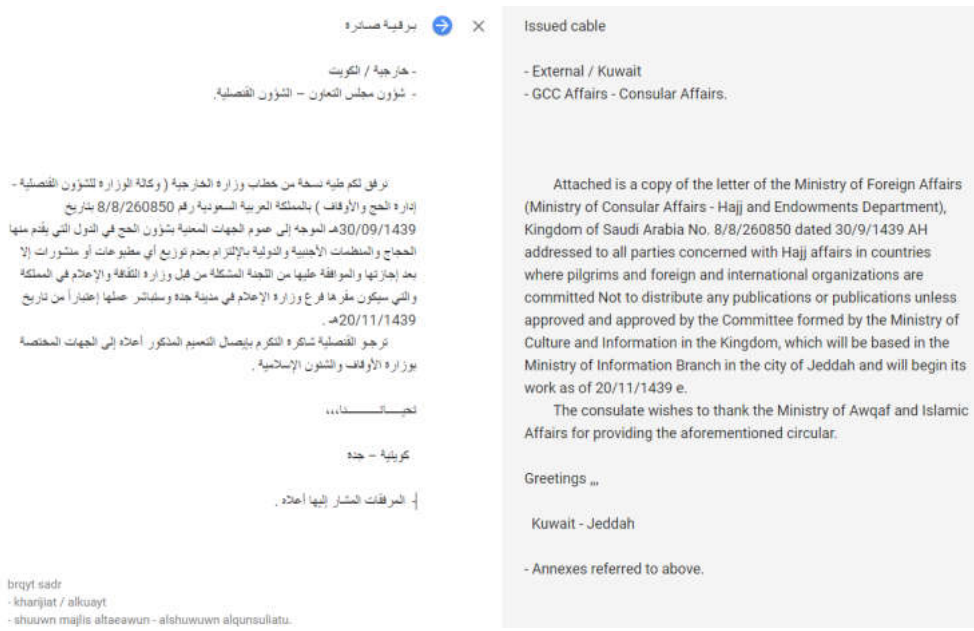 برقية صادره
- خارجية / الكويت
- شؤون مجلس التعاون – الشؤون القنصلية.
نرفق لكم طيه نسخة من خطاب وزارة الخارجية ( وكالة الوزارة للشؤون القنصلية -
إدارة الحج والأوقاف ) بالمملكة العربية السعودية رقم 8/8/260850 بتاريخ
30/09/1439هـ الموجه إلى عموم الجهات المعنية بشؤون الحج في الدول التي يقدم منها
الحجاج والمنظمات الأجنبية والدولية بالإلتزام بعدم توزيع أي مطبوعات أو منشورات إلا
بعد إجازتها والموافقة عليها من اللجنة المشكلة من قبل وزارة الثقافة والإعلام في المملكة
والتي سيكون مقرها فرع وزارة الإعلام في مدينة جده وستباشر عملها إعتباراً من تاريخ
20/11/1439هـ .
ترجو القنصلية شاكره التكرم بإيصال التعميم المذكور أعلاه إلى الجهات المختصة
بوزارة الأوقاف والشئون الإسلامية .
تحيـــاتـــــــنا،،،
كويتية – جده
- المرفقات المشار إليها أعلاه .
brqyt sadr
- kharijiat / alkuayt
- shuuwn majlis altaeawun - alshuwuwn alqunsuliatu.
Issued cable
- External / Kuwait
- GCC Affairs - Consular Affairs.
Attached is a copy of the letter of the Ministry of Foreign Affairs
(Ministry of Consular Affairs - Hajj and Endowments Department),
Kingdom of Saudi Arabia No. 8/8/260850 dated 30/9/1439 AH
addressed to all parties concerned with Hajj affairs in countries
where pilgrims and foreign and international organizations are
committed Not to distribute any publications or publications unless
approved and approved by the Committee formed by the Ministry of
Culture and Information in the Kingdom, which will be based in the
Ministry of Information Branch in the city of Jeddah and will begin its
work as of 20/11/1439 e.
The consulate wishes to thank the Ministry of Awqaf and Islamic
Affairs for providing the aforementioned circular.
Greetings ,,,
Kuwait - Jeddah
- Annexes referred to above.